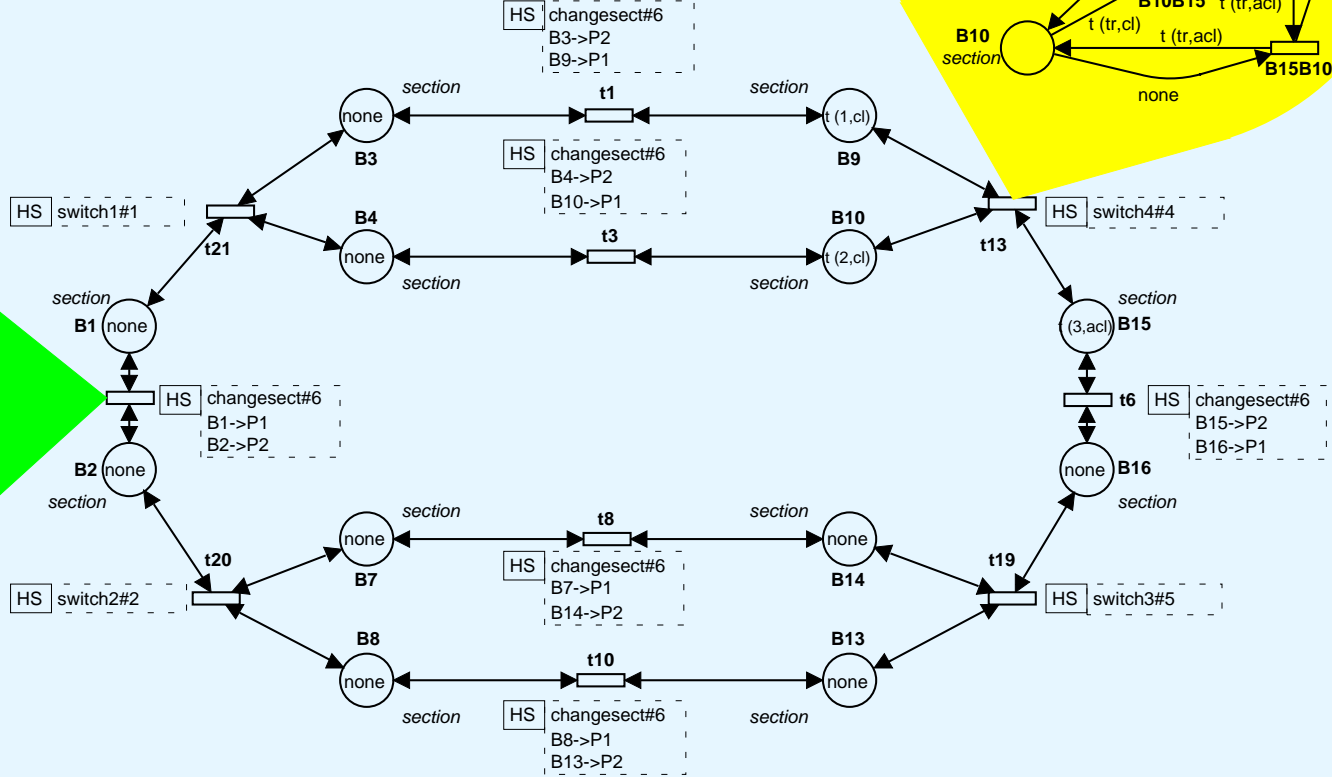 HS changesect#6
B3->P2
B9->P1
B10B15 t (tr,acl)
t (tr,cl)
B10
section
t (tr,acl)
B15B10
none
section
t1
section
none
t (1,cl)
B3
B9
HS changesect#6
B4->P2
B10->P1
HS switch1#1
B4
B10
HS switch4#4
t21
t3
t13
none
t (2,cl)
section
section
section
section
B1
none
(3,acl)
B15
HS changesect#6
B1->P1
B2->P2
t6
HS changesect#6
B15->P2
B16->P1
B2
none
none
B16
section
section
section
t8
section
none
none
t20
t19
HS changesect#6
B7->P1
B14->P2
B7
B14
HS switch2#2
HS switch3#5
B8
B13
t10
none
none
section
section
HS changesect#6
B8->P1
B13->P2